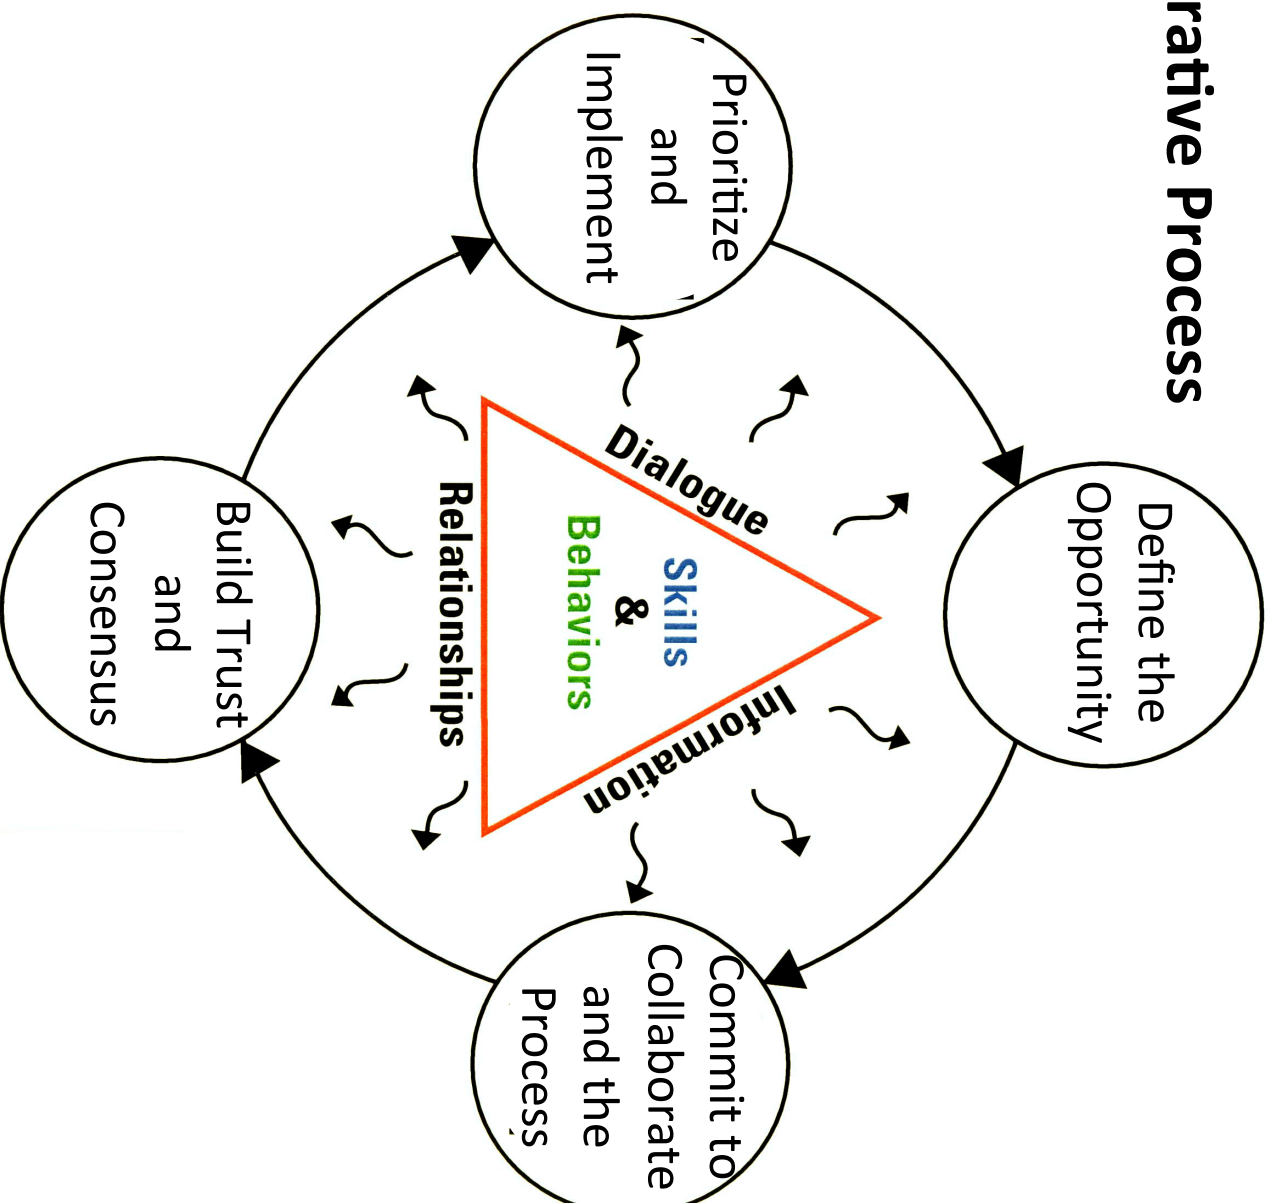 rative Process
Define the
Opportunity
Prioritize
and
Implement
Dialogue
Skills
&
Behaviors
Information
Relationships
Commit to
Collaborate
and the
Process
Build Trust
and
Consensus